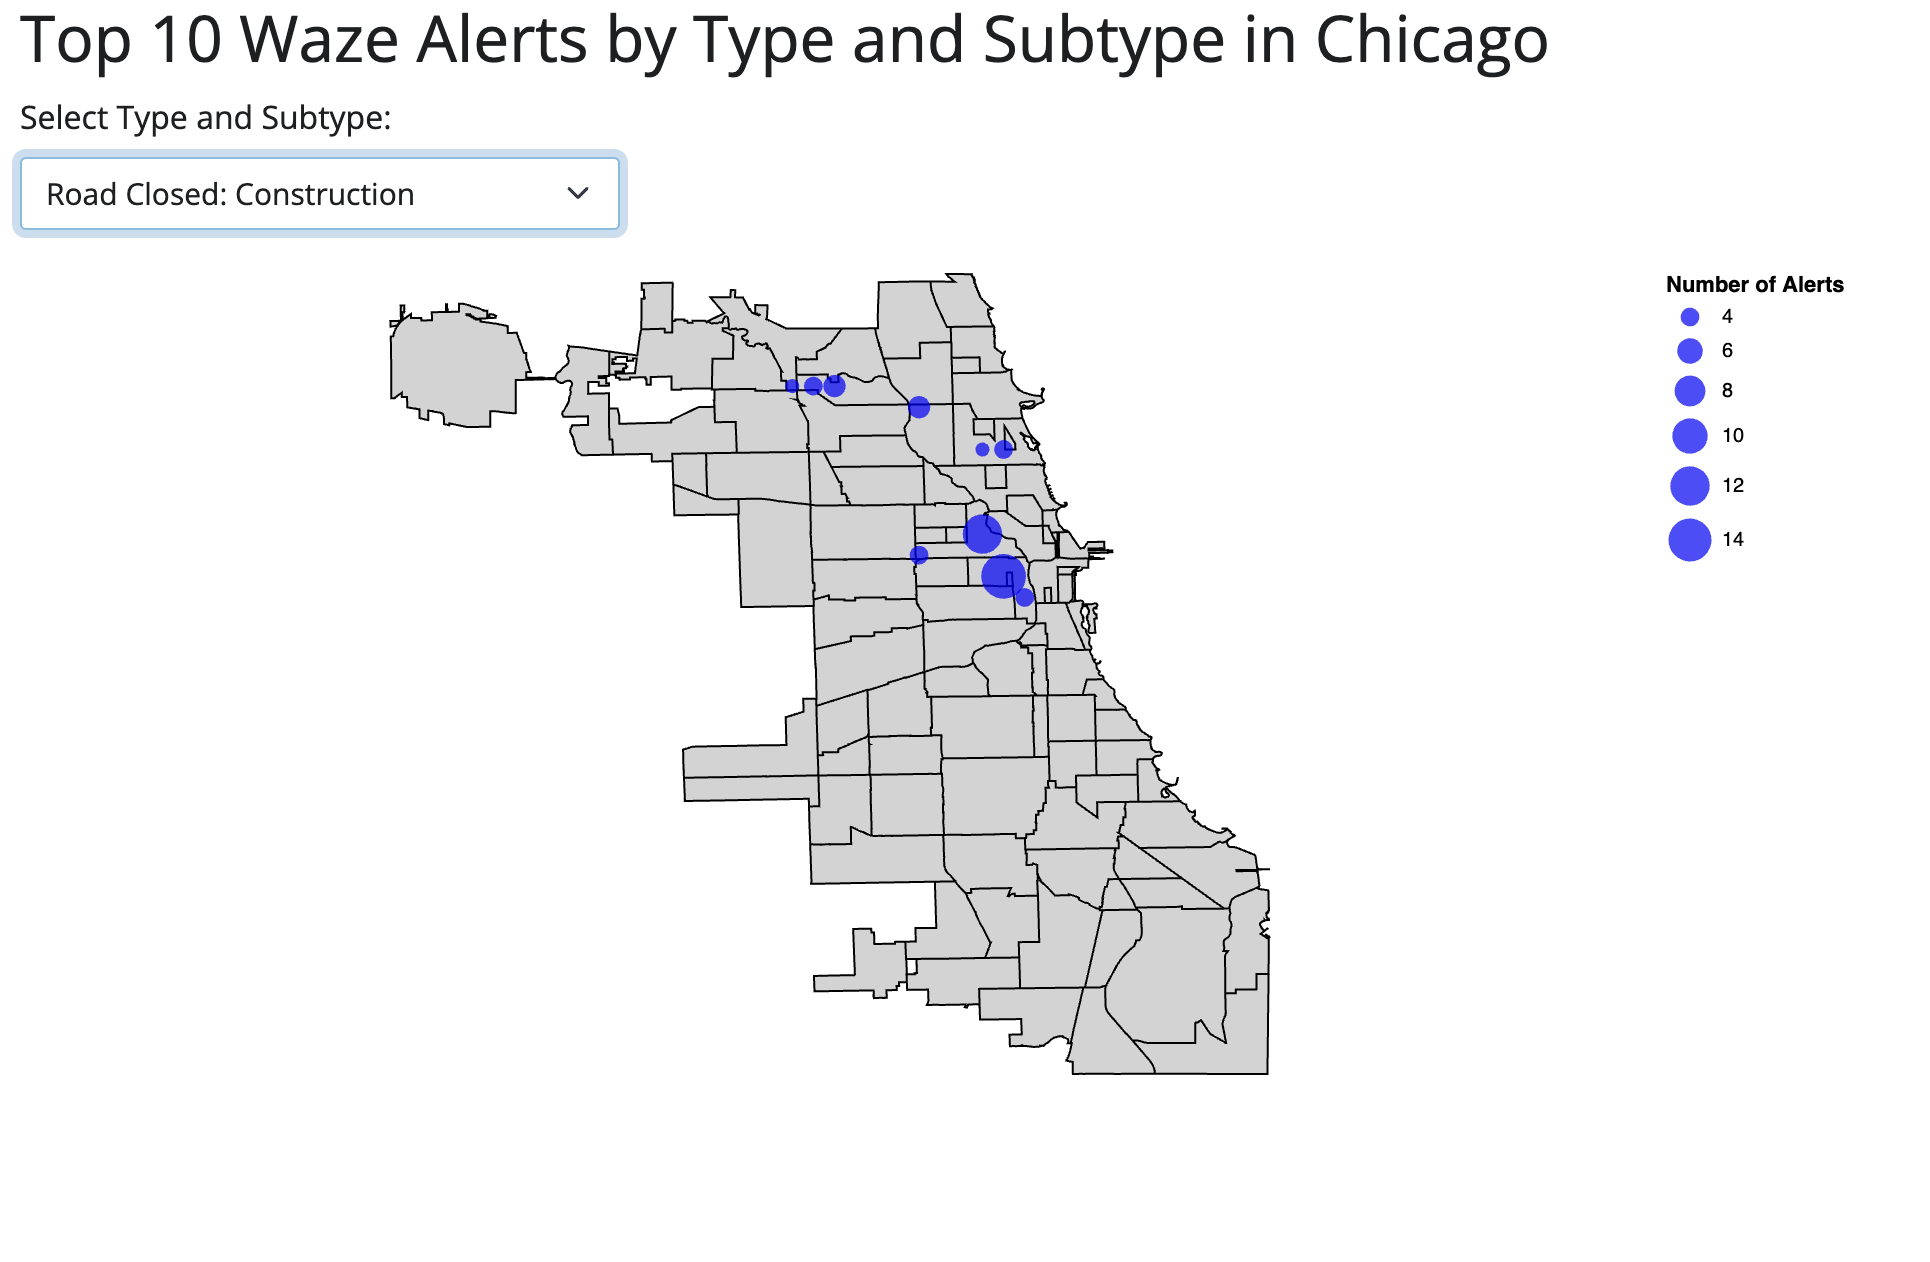 Top 10 Waze Alerts by Type and Subtype in Chicago
Select Type and Subtype:
Road Closed: Construction
Number of Alerts
4
6
8
10
12
14